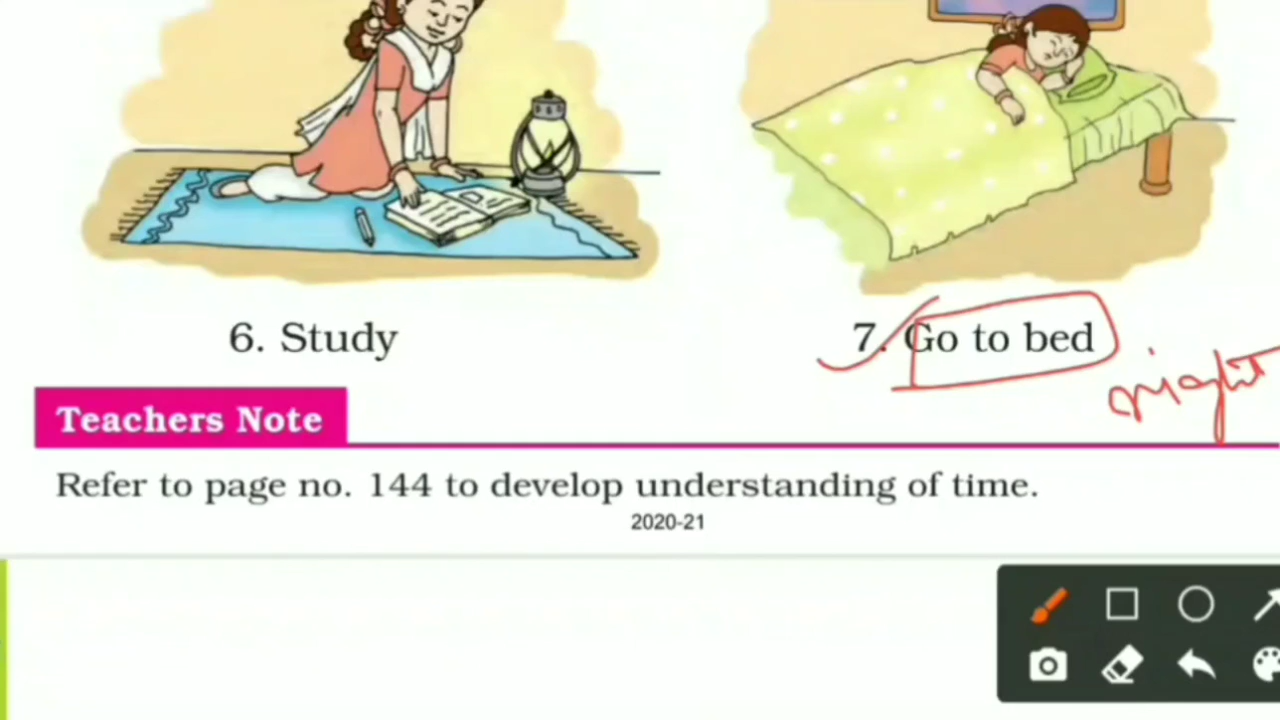 6. Study
7. Go to bed
night
Teachers Note
Refer to page no. 144 to develop understanding of time.
2020-21